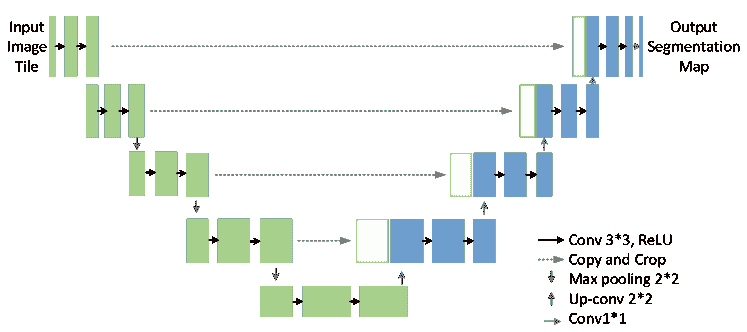 Input
Image
Tile
Output
Segmentation
Map
Conv 3*3, ReLU
Copy and Crop
Max pooling 2*2
Up-conv 2*2
Conv1*1